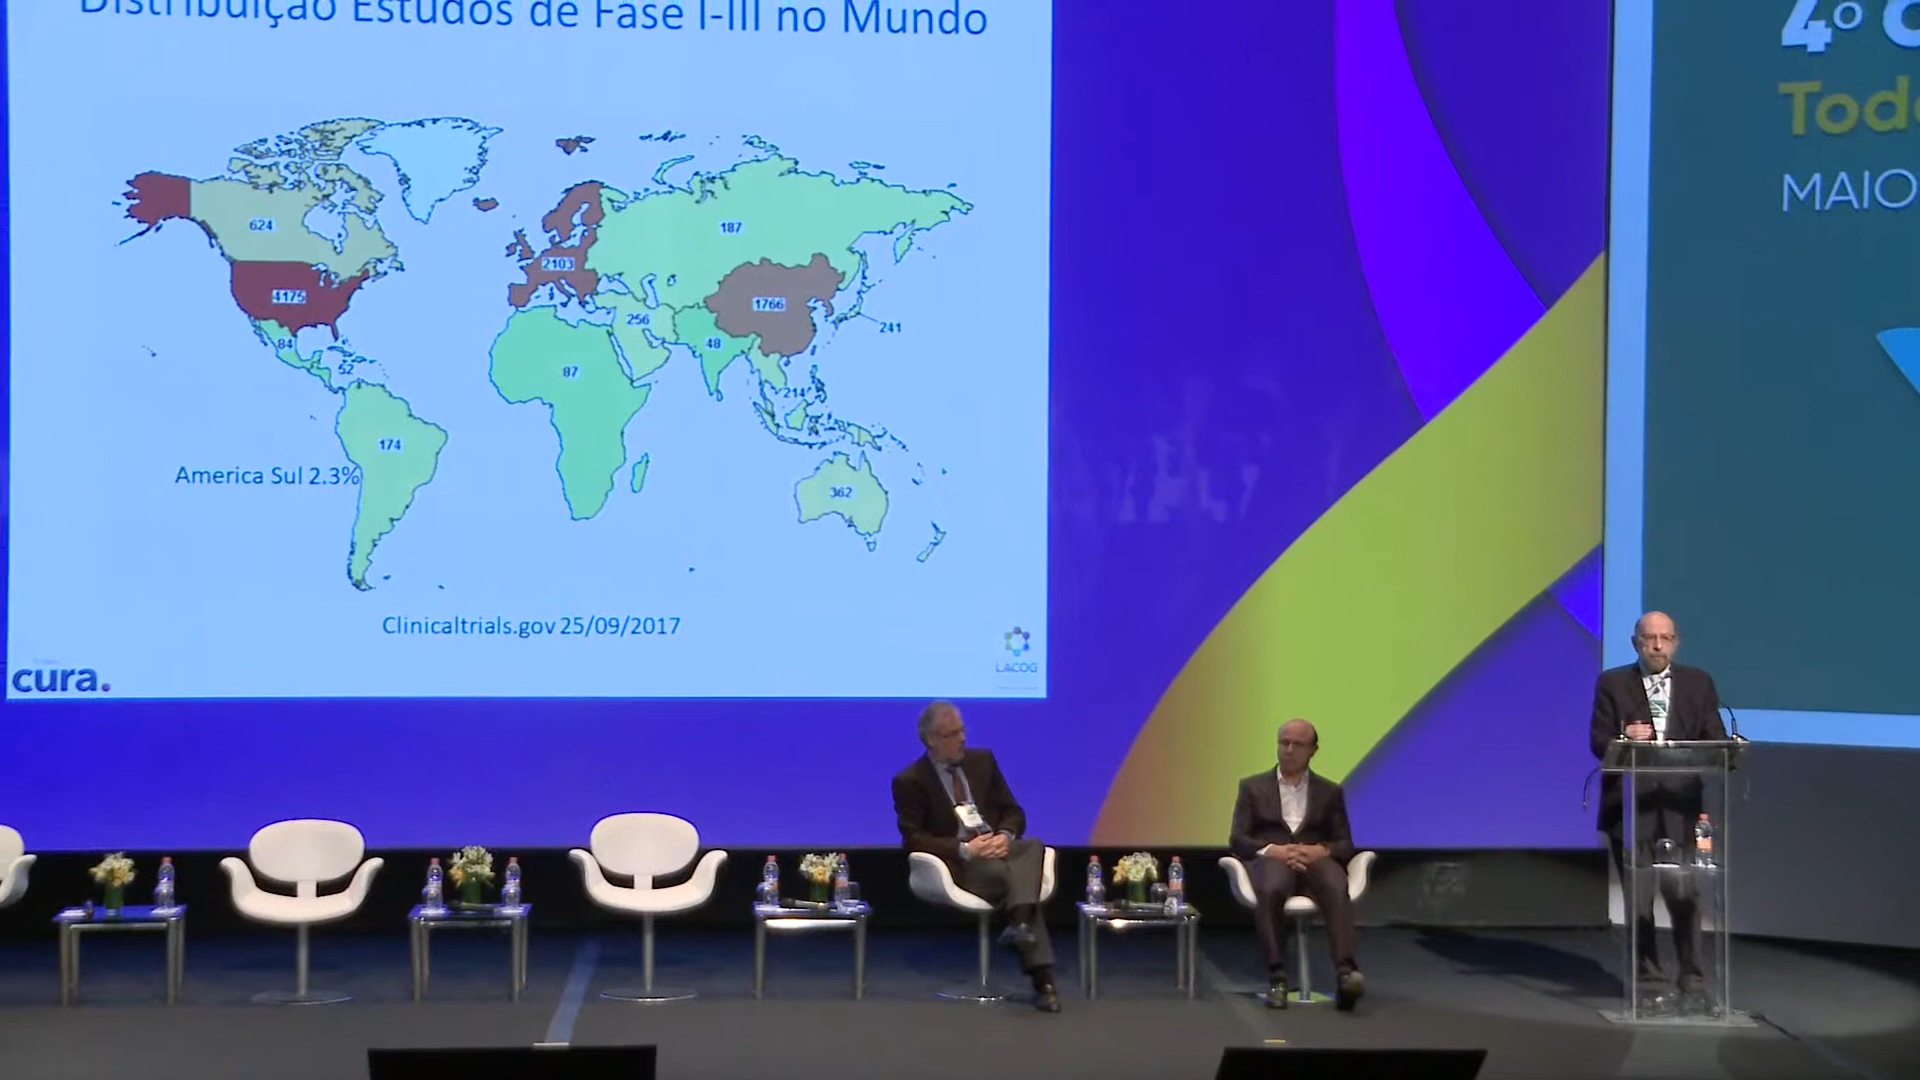 Distribuição Estudos de Fase I-III no Mundo
624
187
2103
4175
1766
256
241
84
48
52
87
214
174
America Sul 2.3%
362
Clinicaltrials.gov 25/09/2017
cura.
LACOG
4º
MAIO